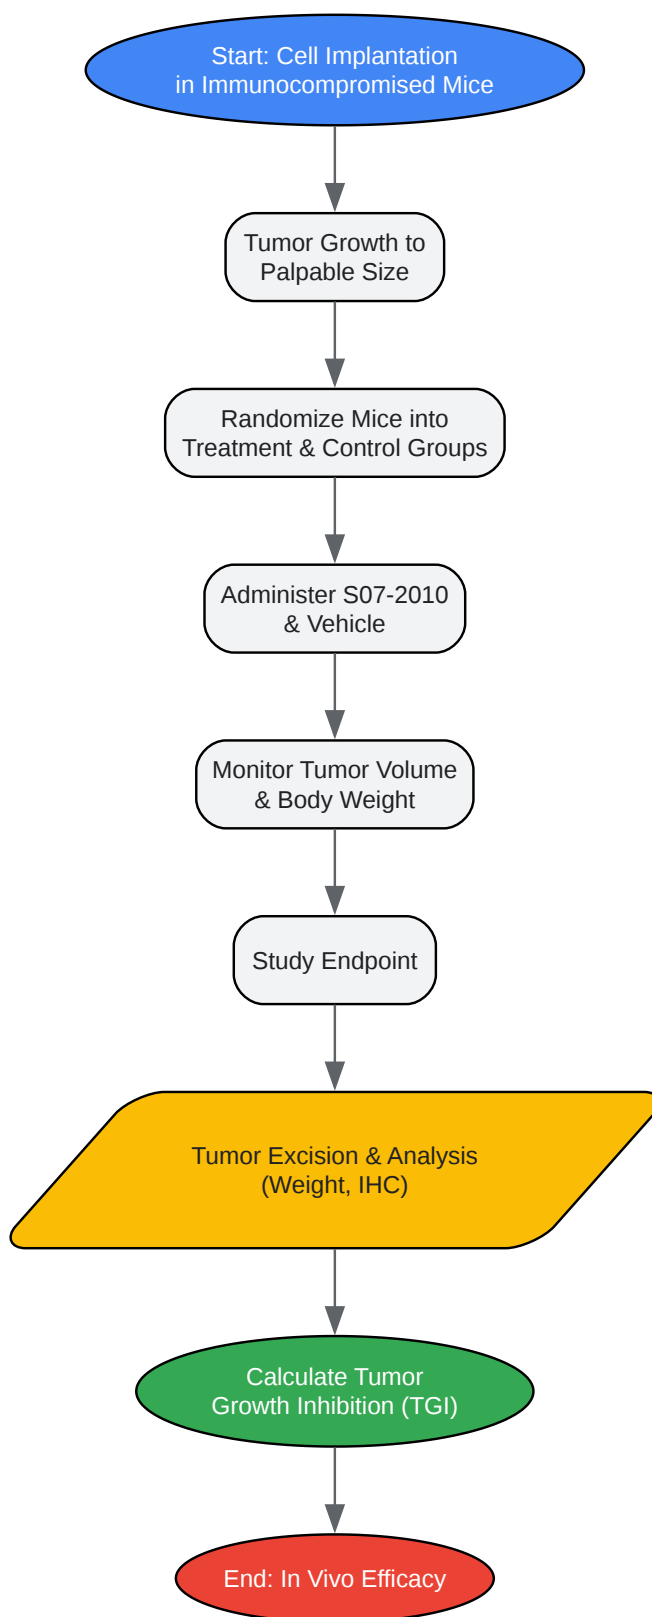 Start: Cell Implantation
in Immunocompromised Mice
Tumor Growth to
Palpable Size
Randomize Mice into
Treatment & Control Groups
Administer S07-2010
& Vehicle
Monitor Tumor Volume
& Body Weight
Study Endpoint
Tumor Excision & Analysis
(Weight, IHC)
Calculate Tumor
Growth Inhibition (TGI)
End: In Vivo Efficacy